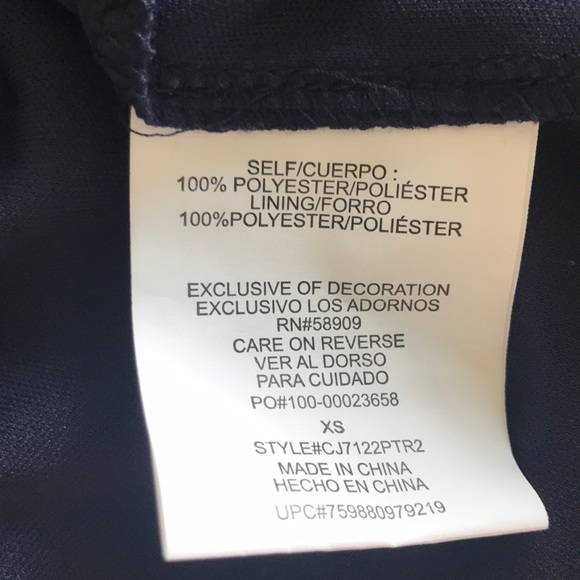 SELF/CUERPO :
100% POLYESTER/POLIÉSTER
LINING/FORRO
100%POLYESTER/POLIÉSTER
EXCLUSIVE OF DECORATION
EXCLUSIVO LOS ADORNOS
RN#58909
CARE ON REVERSE
VER AL DORSO
PARA CUIDADO
PO#100-00023658
XS
STYLE#CJ7122PTR2
MADE IN CHINA
HECHO EN CHINA
UPC#759880979219